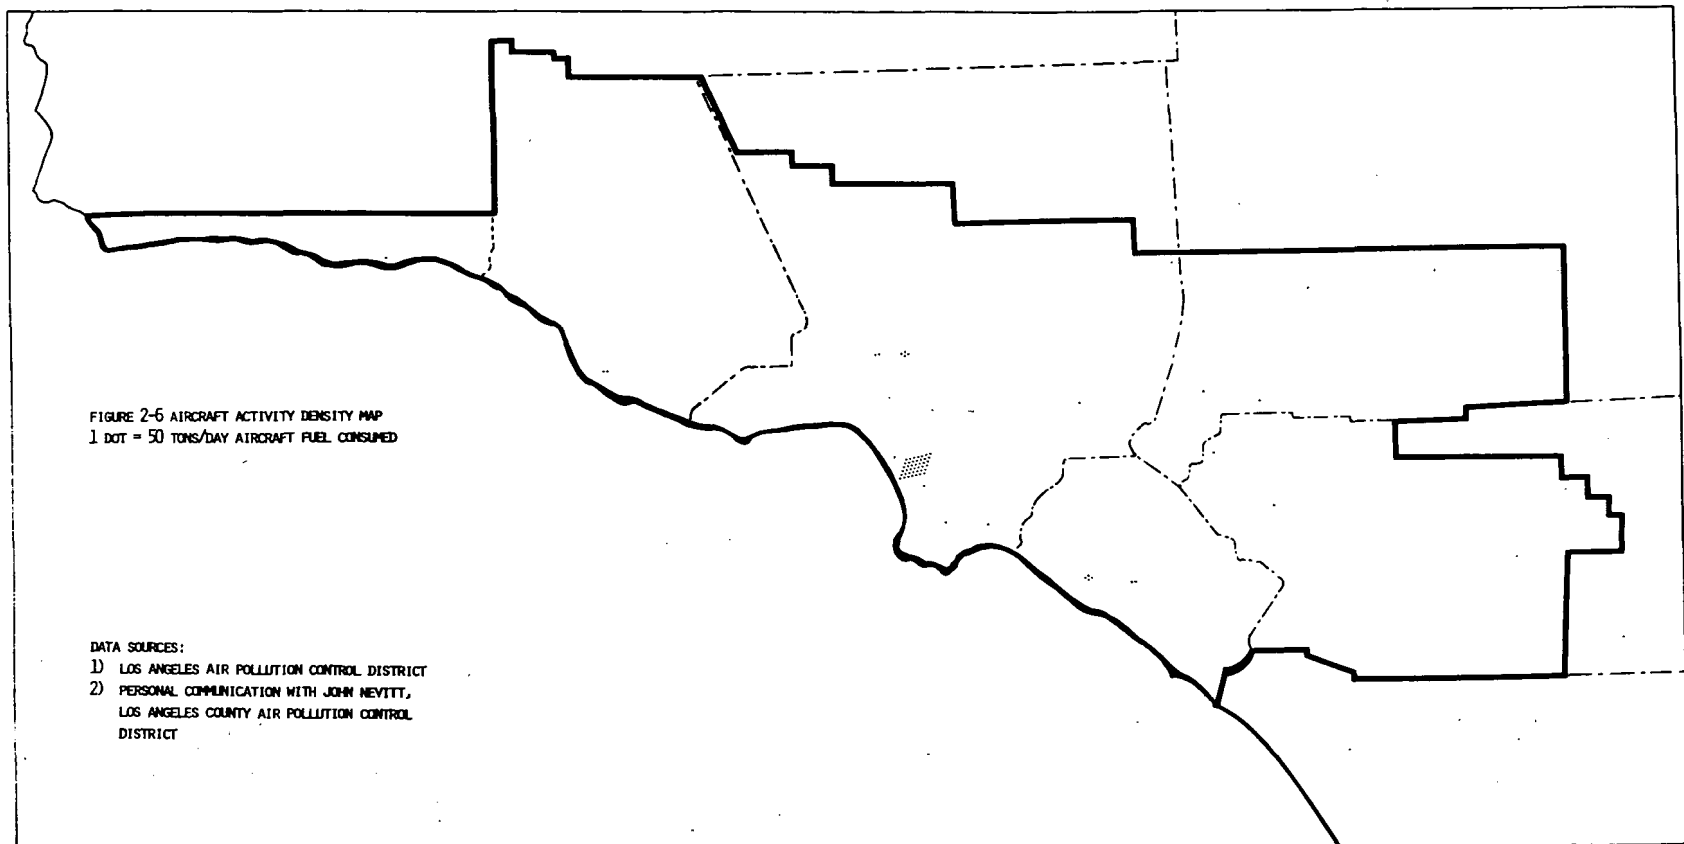 FIGURE 2-6 AIRCRAFT ACTIVITY DENSITY MAP
1 DOT = 50 TONS/DAY AIRCRAFT FUEL CONSUMED
DATA SOURCES:
1) LOS ANGELES AIR POLLUTION CONTROL DISTRICT
2) PERSONAL COMMUNICATION WITH JOHN NEVITT,
LOS ANGELES COUNTY AIR POLLUTION CONTROL
DISTRICT